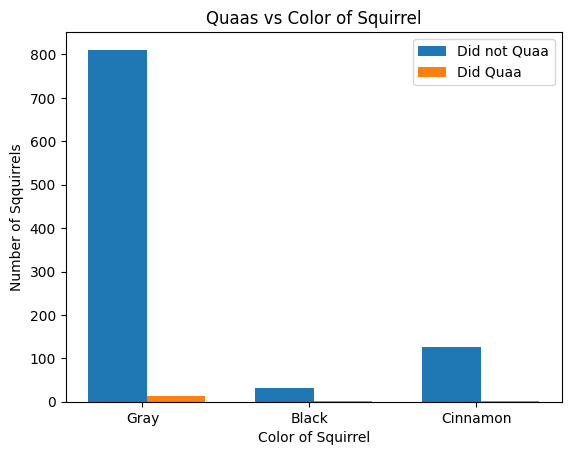 Quaas vs Color of Squirrel
Did not Quaa
Did Quaa
Number of Sqquirrels
800
700
600
500
400
300
200
100
0
Gray
Black
Cinnamon
Color of Squirrel